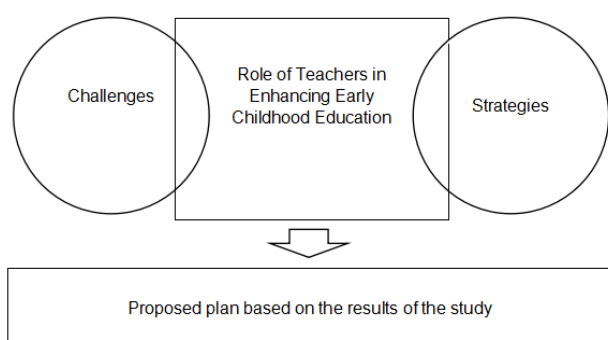 Challenges
Role of Teachers in
Enhancing Early
Childhood Education
Strategies
Proposed plan based on the results of the study